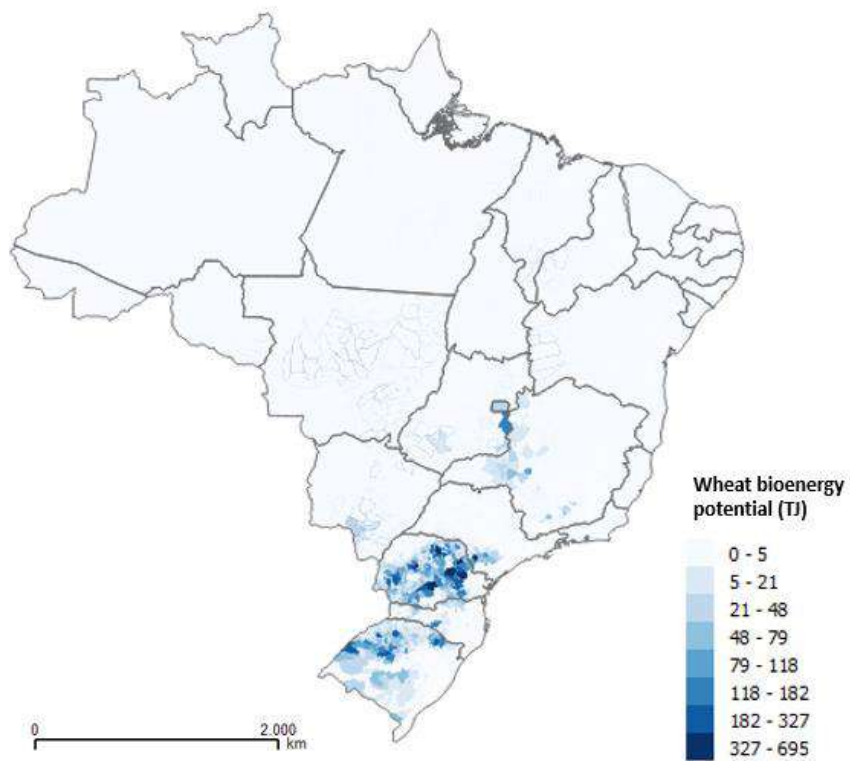 Wheat bioenergy
potential (TJ)
0 - 5
5 - 21
21 - 48
48 - 79
79 - 118
118 - 182
182 - 327
327 - 695
0 2.000
km